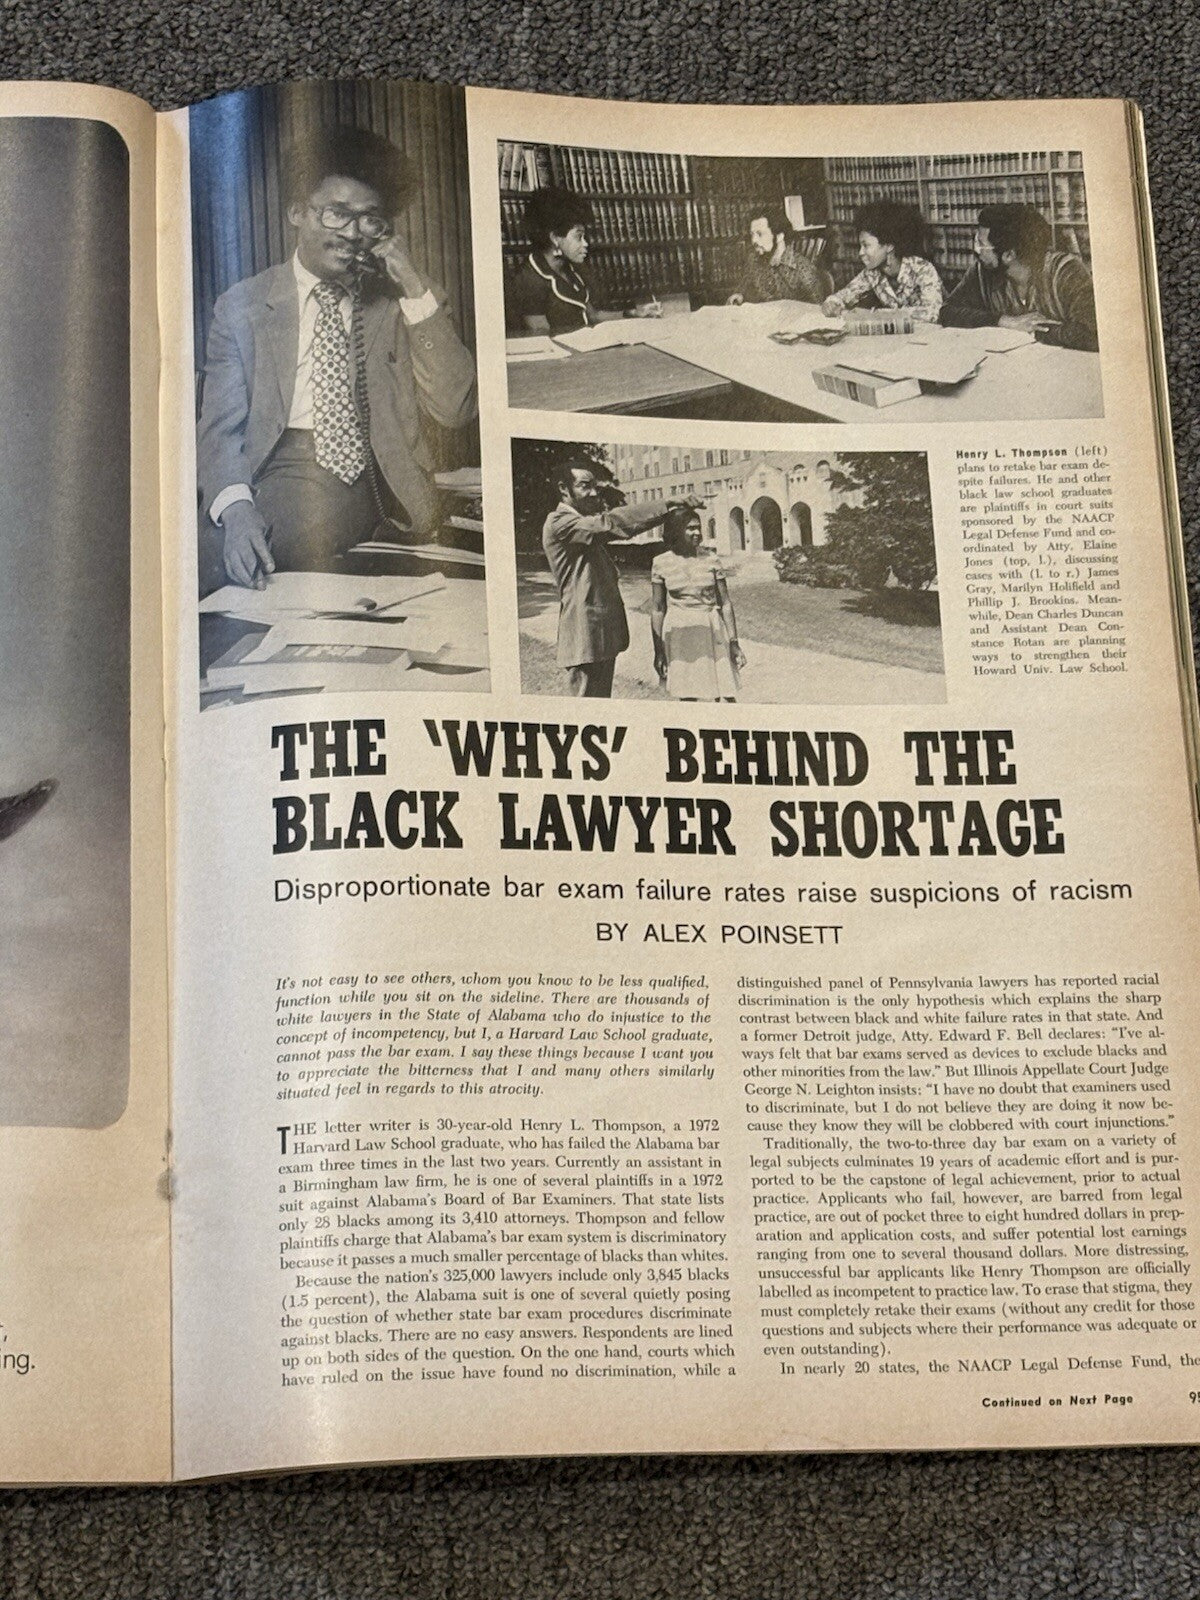 Henry L. Thompson (left)
plans to retake bar exam de-
spite failures. He and other
black law school graduates
are plaintiffs in court suits
sponsored by the NAACP
Legal Defense Fund and co-
ordinated by Atty. Elaine
Jones (top, l.), discussing
cases with (l. to r.) James
Gray, Marilyn Holifield and
Phillip J. Brookins. Mean-
while, Dean Charles Duncan
and Assistant Dean Con-
stance Rotan are planning
ways to strengthen their
Howard Univ. Law School.
THE ‘WHYS’ BEHIND THE
BLACK LAWYER SHORTAGE
Disproportionate bar exam failure rates raise suspicions of racism
BY ALEX POINSETT
It's not easy to see others, whom you know to be less qualified,
function while you sit on the sideline. There are thousands of
white lawyers in the State of Alabama who do injustice to the
concept of incompetency, but I, a Harvard Law School graduate,
cannot pass the bar exam. I say these things because I want you
to appreciate the bitterness that I and many others similarly
situated feel in regards to this atrocity.
THE letter writer is 30-year-old Henry L. Thompson, a 1972
Harvard Law School graduate, who has failed the Alabama bar
exam three times in the last two years. Currently an assistant in
a Birmingham law firm, he is one of several plaintiffs in a 1972
suit against Alabama's Board of Bar Examiners. That state lists
only 28 blacks among its 3,410 attorneys. Thompson and fellow
plaintiffs charge that Alabama's bar exam system is discriminatory
because it passes a much smaller percentage of blacks than whites.
Because the nation's 325,000 lawyers include only 3,845 blacks
(1.5 percent), the Alabama suit is one of several quietly posing
the question of whether state bar exam procedures discriminate
against blacks. There are no easy answers. Respondents are lined
up on both sides of the question. On the one hand, courts which
have ruled on the issue have found no discrimination, while a
distinguished panel of Pennsylvania lawyers has reported racial
discrimination is the only hypothesis which explains the sharp
contrast between black and white failure rates in that state. And
a former Detroit judge, Atty. Edward F. Bell declares: "I've al-
ways felt that bar exams served as devices to exclude blacks and
other minorities from the law." But Illinois Appellate Court Judge
George N. Leighton insists: "I have no doubt that examiners used
to discriminate, but I do not believe they are doing it now be-
cause they know they will be clobbered with court injunctions."
Traditionally, the two-to-three day bar exam on a variety of
legal subjects culminates 19 years of academic effort and is pur-
ported to be the capstone of legal achievement, prior to actual
practice. Applicants who fail, however, are barred from legal
practice, are out of pocket three to eight hundred dollars in prep-
aration and application costs, and suffer potential lost earnings
ranging from one to several thousand dollars. More distressing,
unsuccessful bar applicants like Henry Thompson are officially
labelled as incompetent to practice law. To erase that stigma, they
must completely retake their exams (without any credit for those
questions and subjects where their performance was adequate or
even outstanding).
In nearly 20 states, the NAACP Legal Defense Fund, the
Continued on Next Page
95
ing.